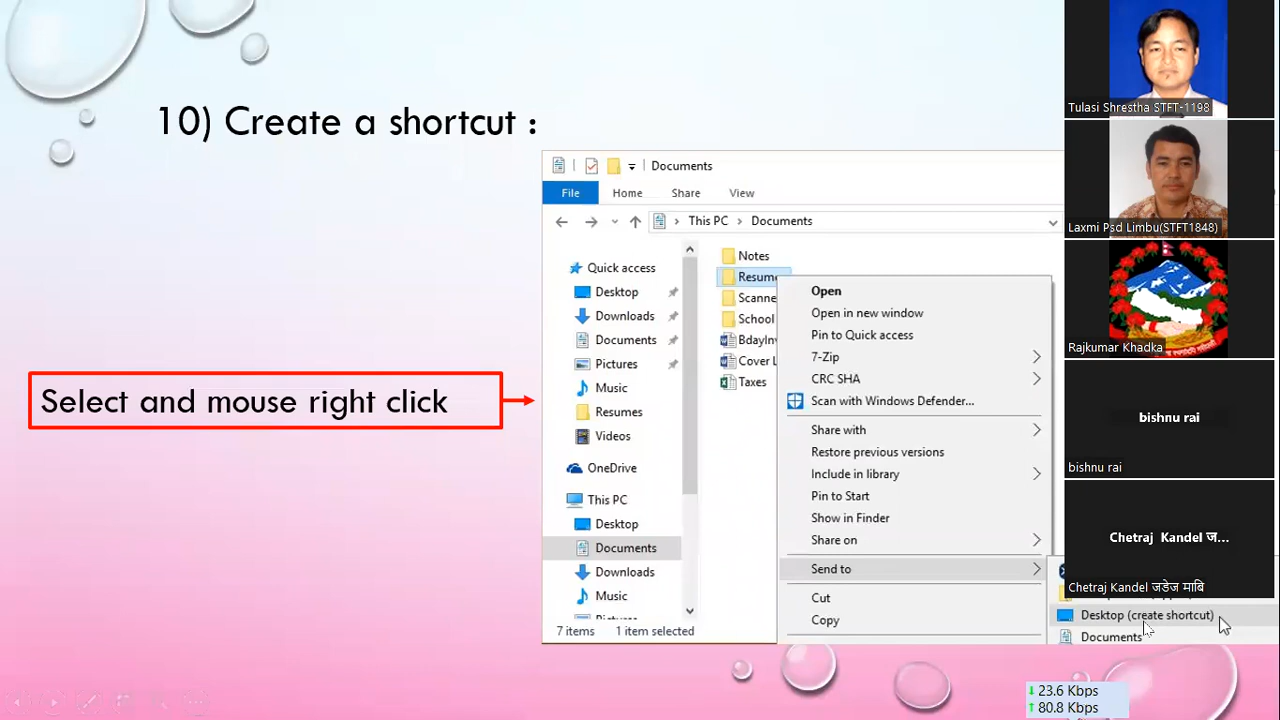 10) Create a shortcut :
Select and mouse right click
Documents
File Home Share View
This PC > Documents
Quick access
Desktop
Downloads
Documents
Pictures
Music
Resumes
Videos
OneDrive
This PC
Desktop
Documents
Downloads
Music
7 items 1 item selected
Notes
Resume
Scanne
School
BdayInv
Cover L
Taxes
Open
Open in new window
Pin to Quick access
7-Zip
CRC SHA
Scan with Windows Defender...
Share with
Restore previous versions
Include in library
Pin to Start
Show in Finder
Share on
Send to
Cut
Copy
Desktop (create shortcut)
Documents
Tulasi Shrestha STFT-1198
Laxmi Psd Limbu(STFT1848)
Rajkumar Khadka
bishnu rai
bishnu rai
Chetraj Kandel ज...
Chetraj Kandel जडेज माबि
23.6 Kbps
80.8 Kbps